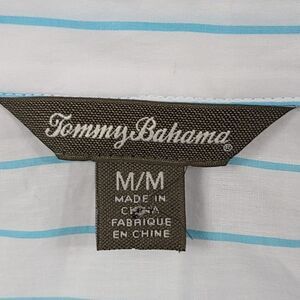 Tommy Bahama®
M/M
MADE IN
CHINA
FABRIQUE
EN CHINE